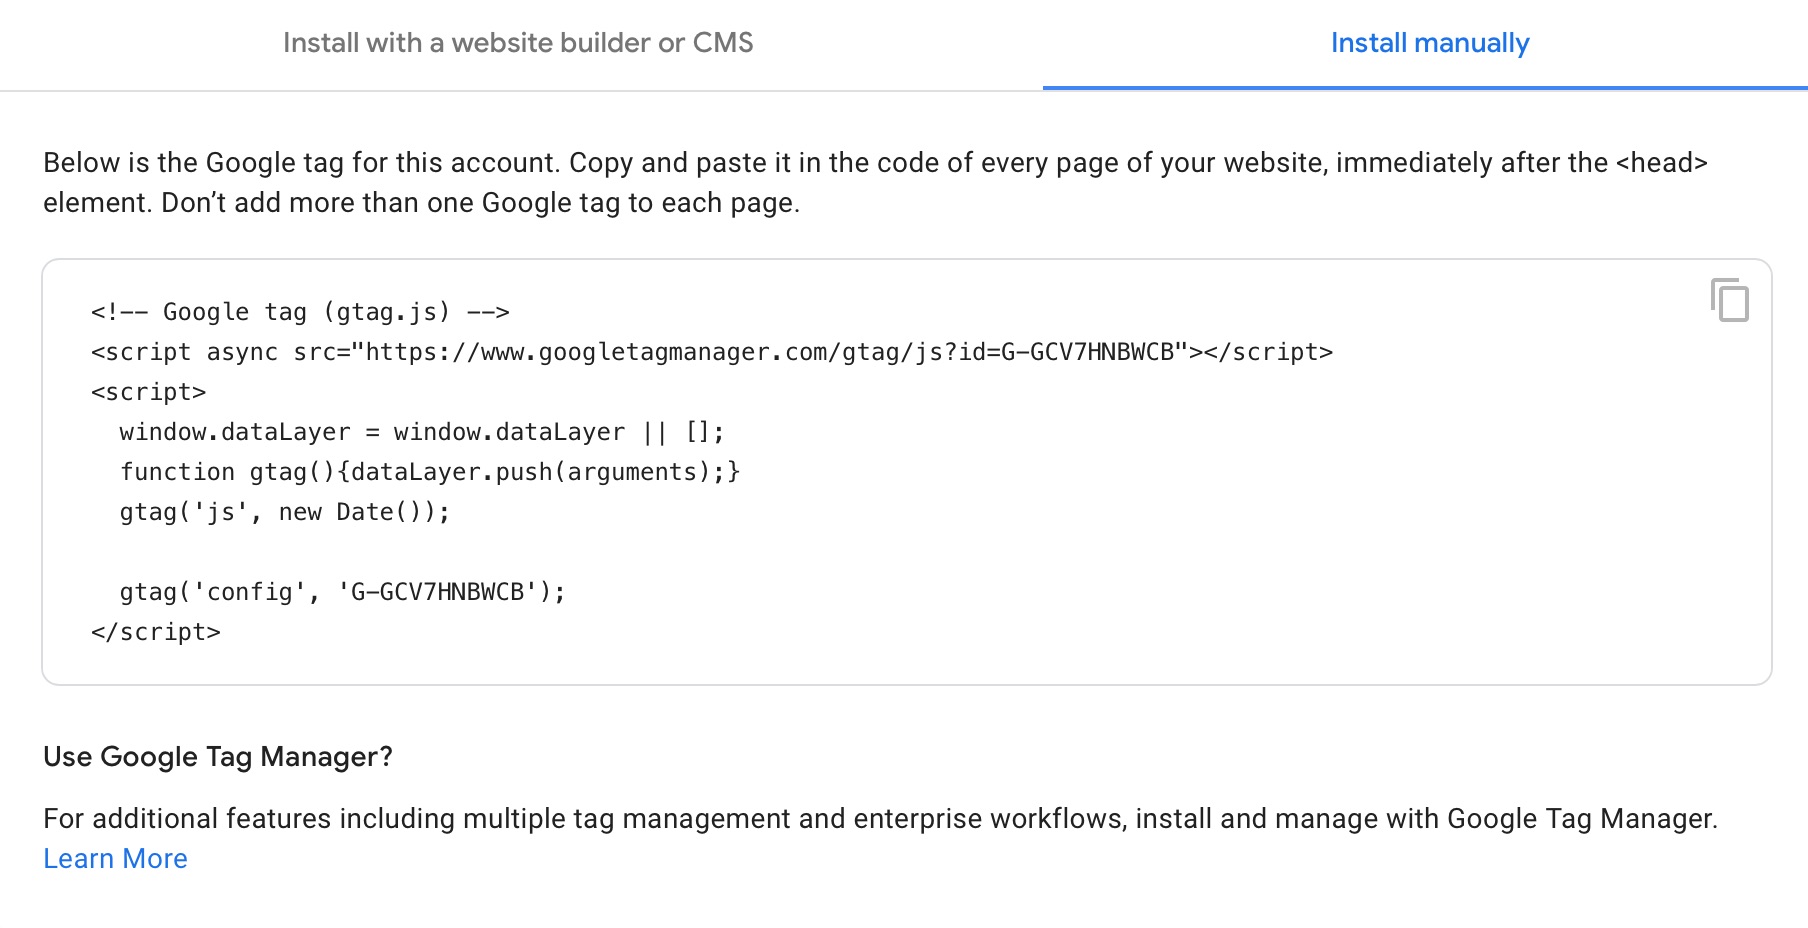 Install with a website builder or CMS
Install manually
Below is the Google tag for this account. Copy and paste it in the code of every page of your website, immediately after the <head>
element. Don’t add more than one Google tag to each page.
<!-- Google tag (gtag.js) -->
<script async src="https://www.googletagmanager.com/gtag/js?id=G-GCV7HNBWCB"></script>
<script>
  window.dataLayer = window.dataLayer || [];
  function gtag(){dataLayer.push(arguments);}
  gtag('js', new Date());

  gtag('config', 'G-GCV7HNBWCB');
</script>
Use Google Tag Manager?
For additional features including multiple tag management and enterprise workflows, install and manage with Google Tag Manager.
Learn More